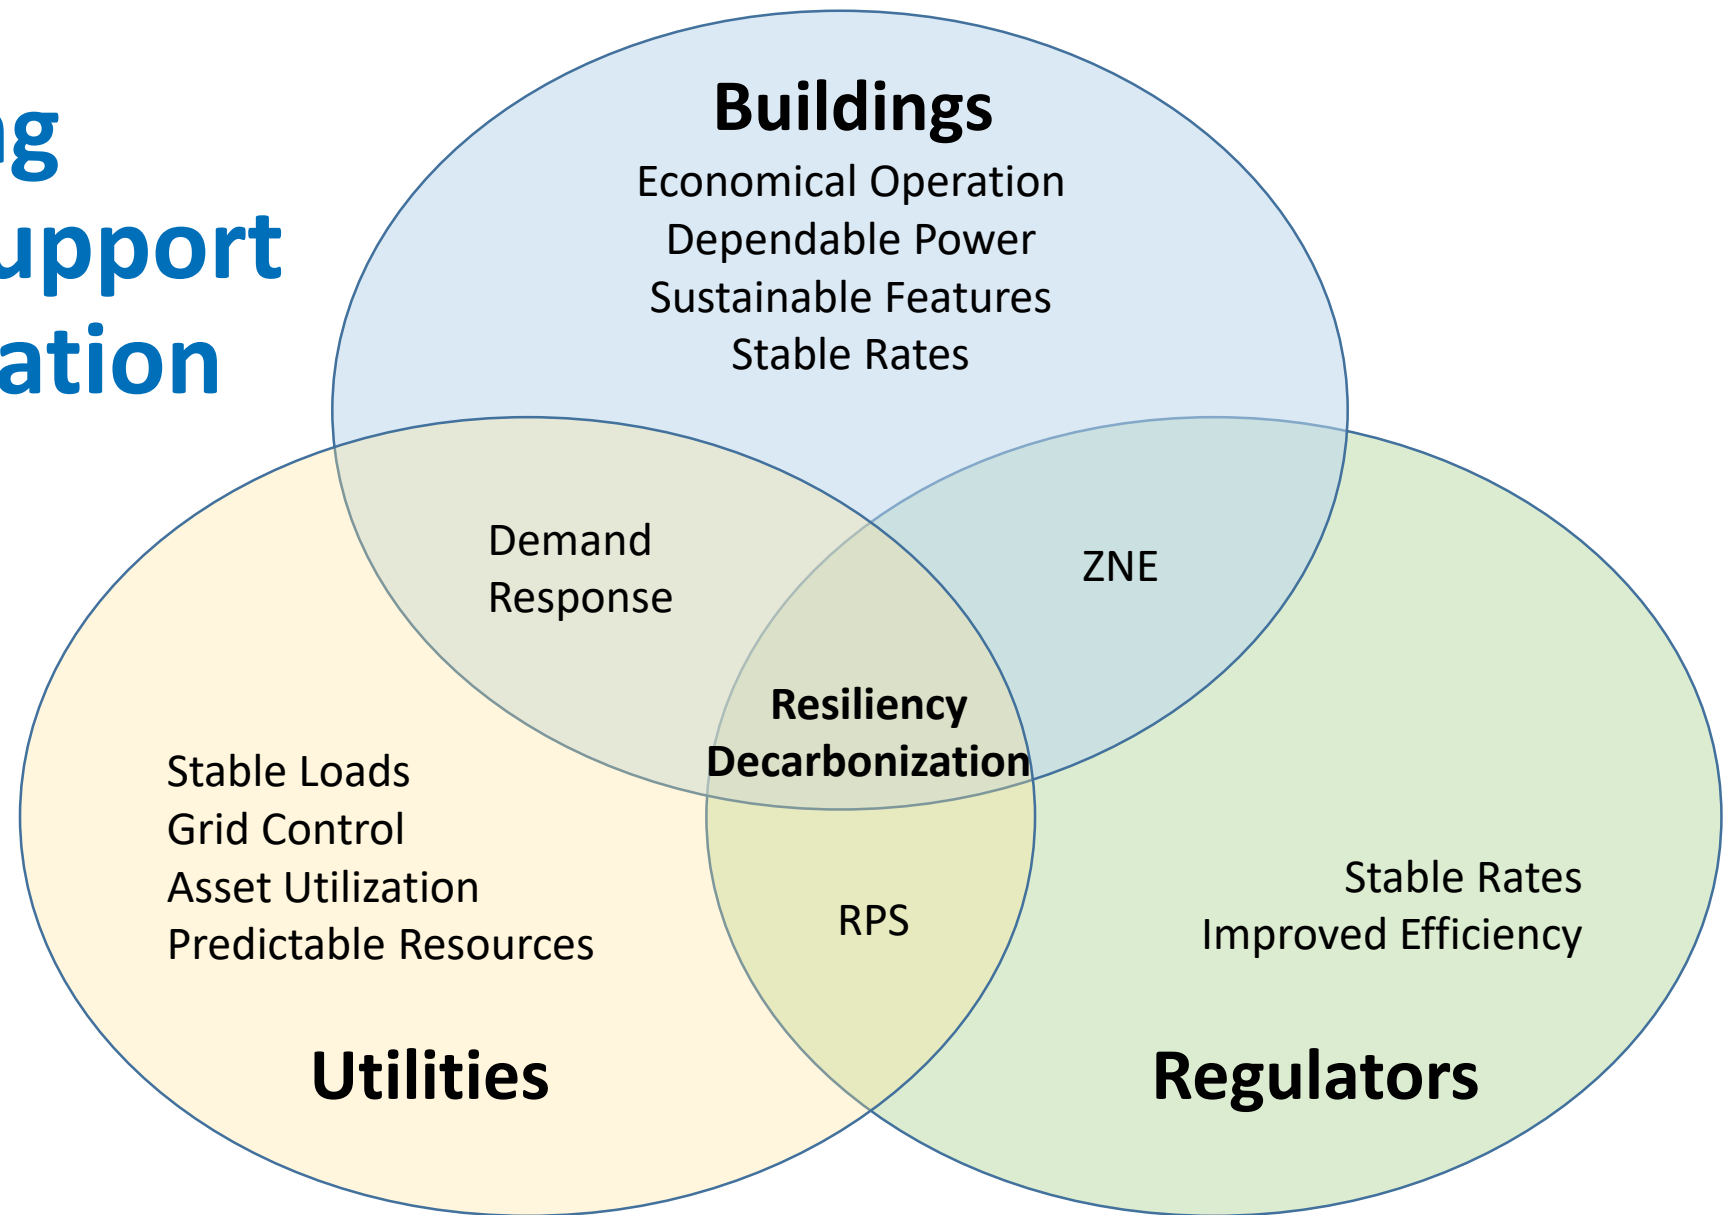 ng
upport
ation
Buildings
Economical Operation
Dependable Power
Sustainable Features
Stable Rates
Demand
Response
ZNE
Resiliency
Decarbonization
Stable Loads
Grid Control
Asset Utilization
Predictable Resources
RPS
Stable Rates
Improved Efficiency
Utilities
Regulators